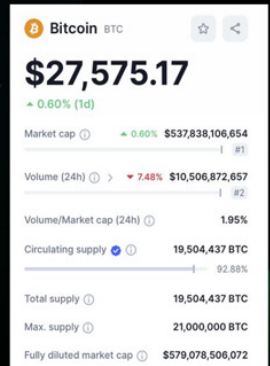 Bitcoin BTC
$27,575.17
0.60% (1d)
Market cap 0.60% $537,838,106,654
#1
Volume (24h) > 7.48% $10,506,872,657
#2
Volume/Market cap (24h) 1.95%
Circulating supply 19,504,437 BTC
92.88%
Total supply 19,504,437 BTC
Max. supply 21,000,000 BTC
Fully diluted market cap $579,078,506,072